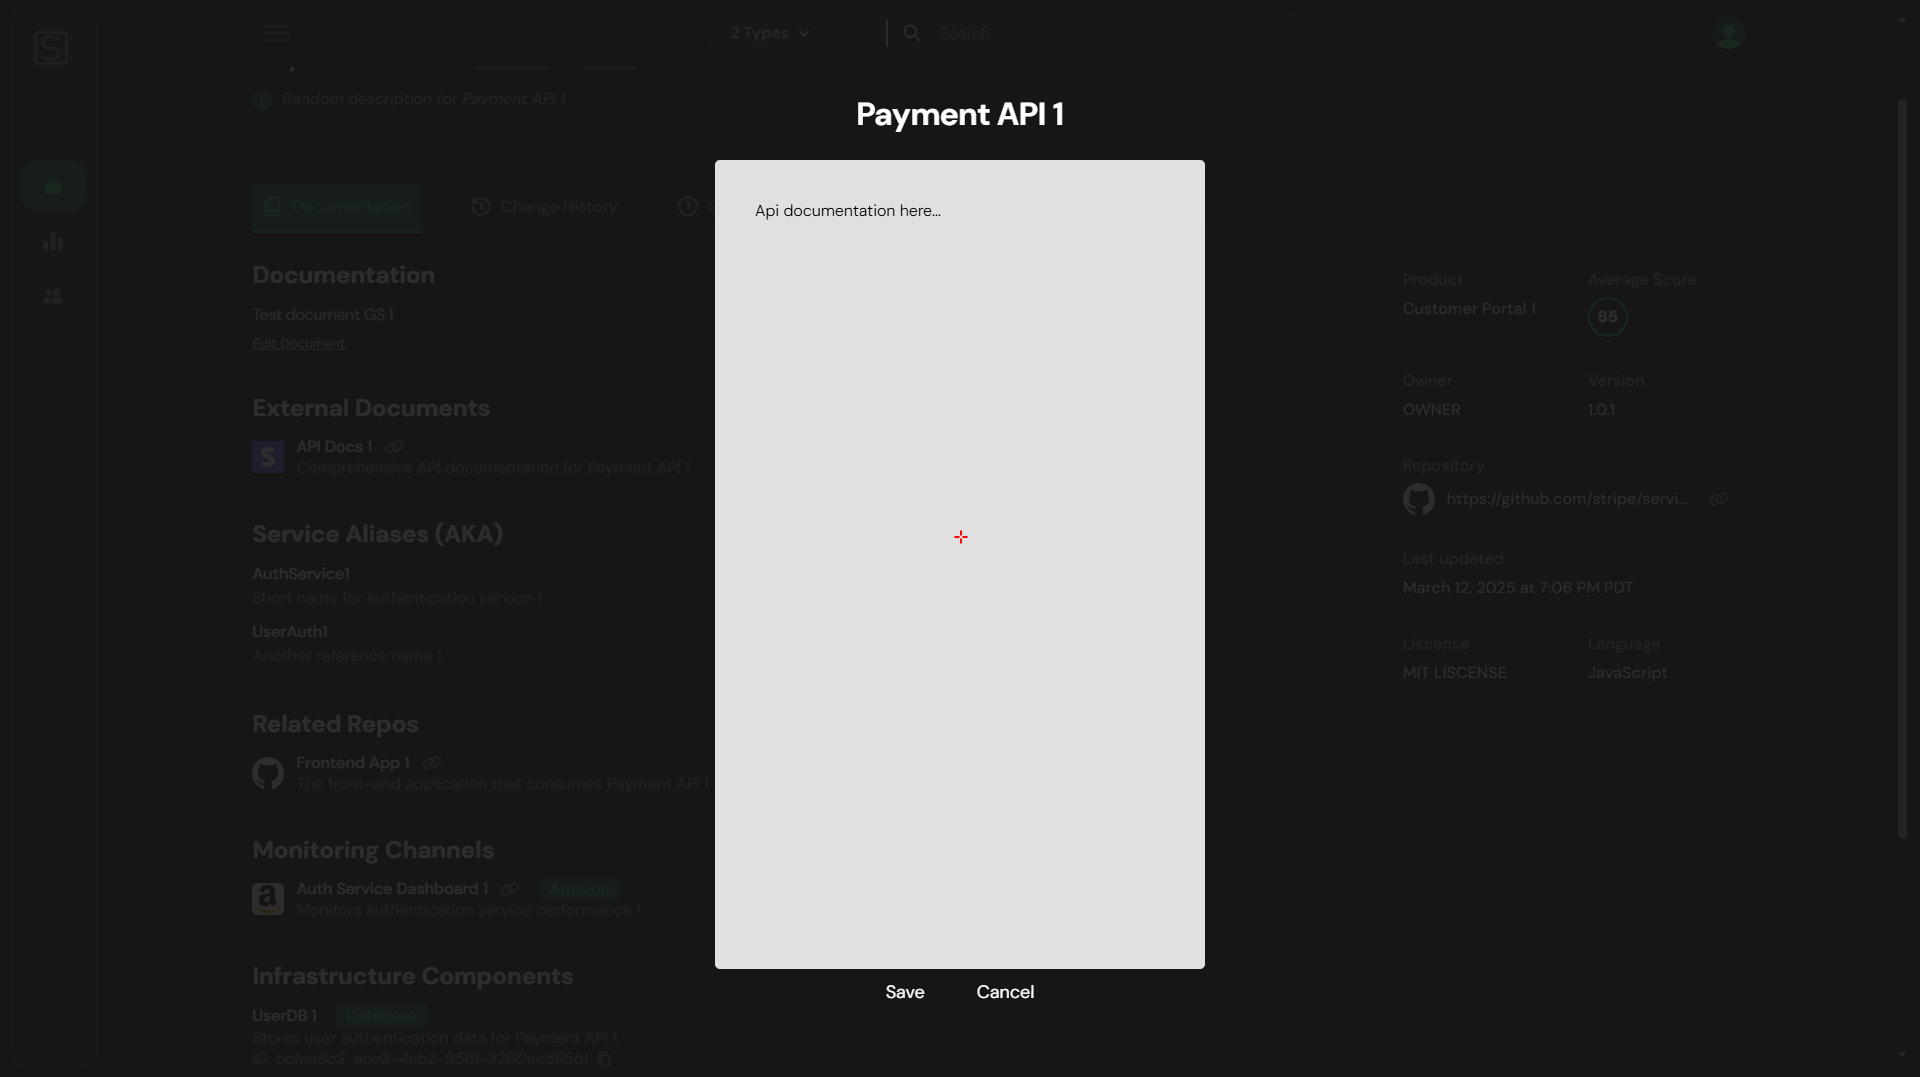 S
2 Types
Search
Random description for Payment API 1
Payment API 1
Documentation
Change History
Api documentation here...
Documentation
Test document GS 1
Edit Document
External Documents
S
API Docs 1
Comprehensive API documentation for Payment API 1
Service Aliases (AKA)
AuthService1
Short name for authentication service 1
UserAuth1
Another reference name 1
Related Repos
Frontend App 1
The front-end application that consumes Payment API 1
Monitoring Channels
a
Auth Service Dashboard 1
Amazon
Monitors authentication service performance 1
Infrastructure Components
UserDB 1
Database
Stores user authentication data for Payment API 1
ID: 5cfae8c2-ace3-4eb2-9581-3260ae595b1
Product
Average Score
Customer Portal 1
85
Owner
Version
OWNER
1.0.1
Repository
https://github.com/stripe/servi...
Last updated
March 12, 2025 at 7:06 PM PDT
Liscense
Language
MIT LISCENSE
JavaScript
Save
Cancel